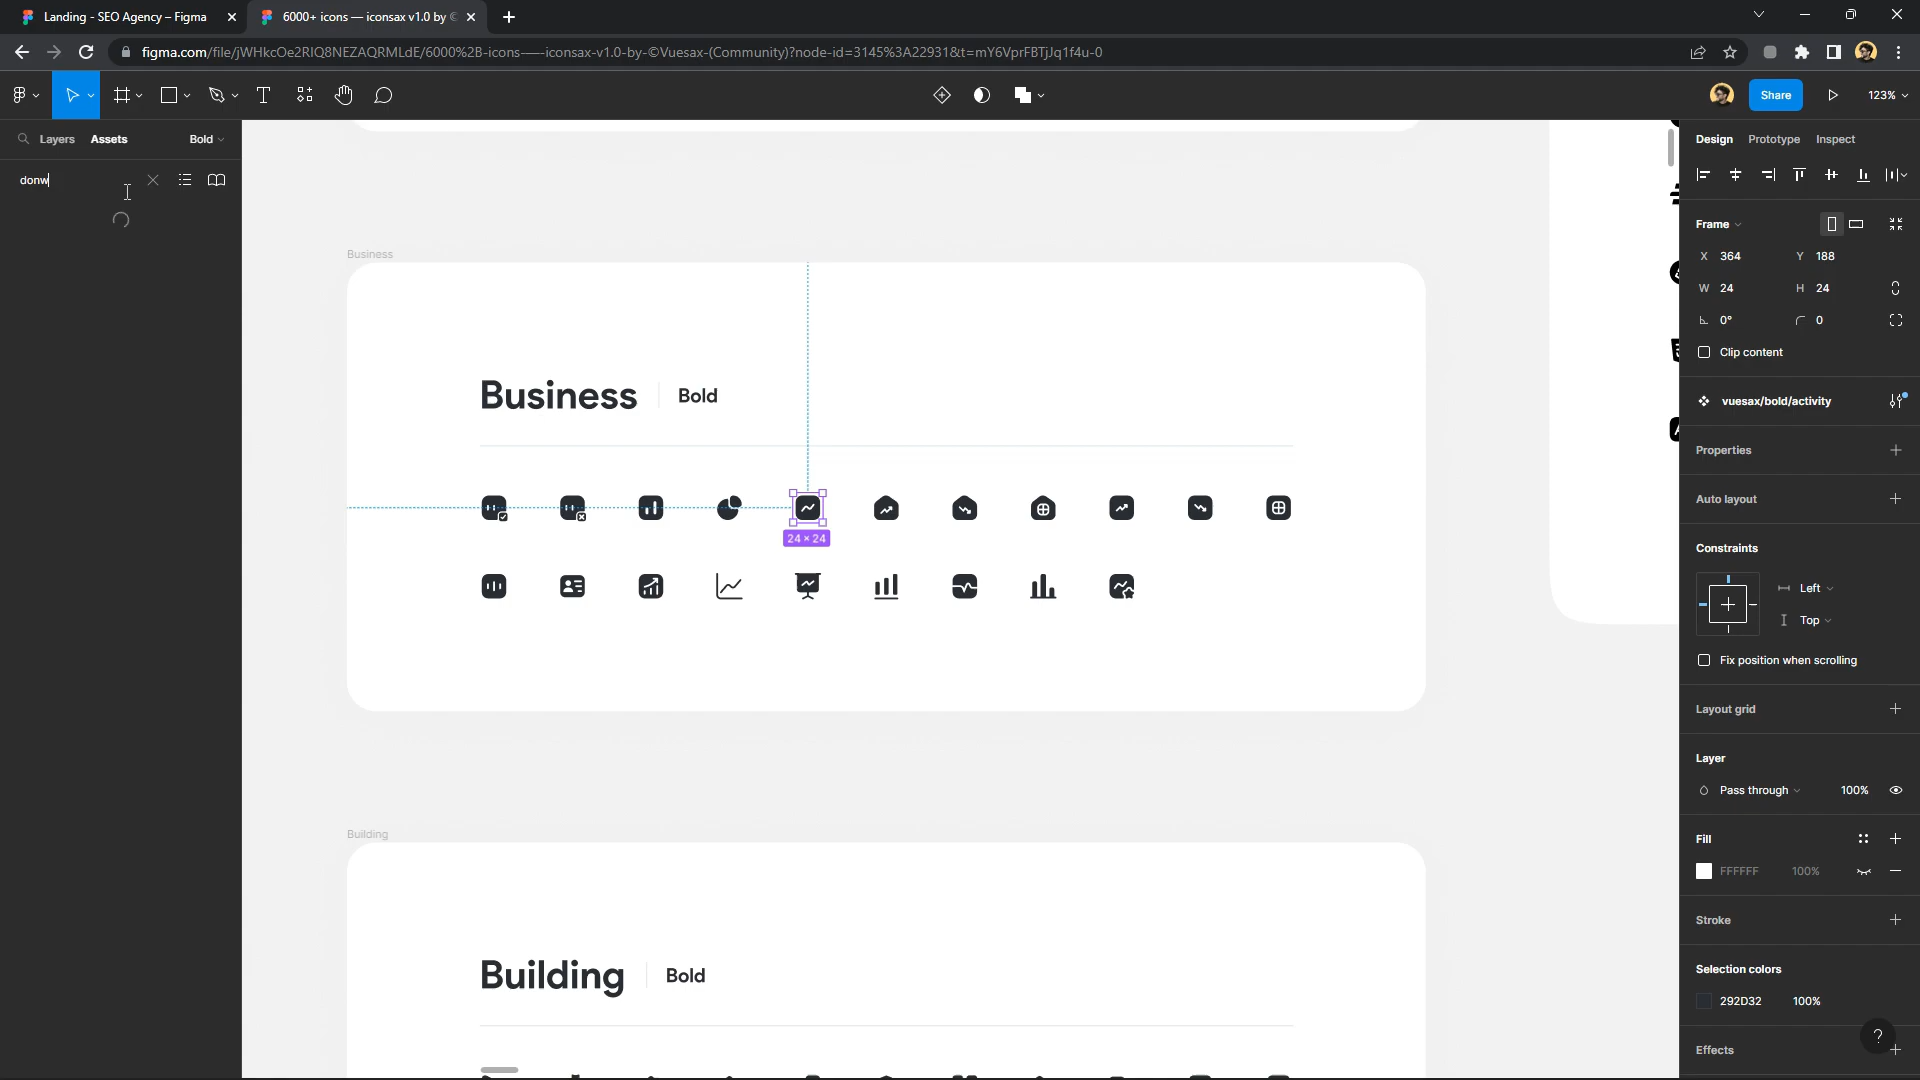 Landing - SEO Agency – Figma
6000+ icons — iconsax v1.0 by ©
figma.com/file/jWHkcOe2RIQ8NEZAQRMLdE/6000%2B-icons-—-iconsax-v1.0-by-©Vuesax-(Community)?node-id=3145%3A22931&t=mY6VprFBTjJq1f4u-0
Share
123%
Layers
Assets
Bold
Design
Prototype
Inspect
donw
Frame
X 364
Y 188
W 24
H 24
0°
0
Clip content
vuesax/bold/activity
Properties
Auto layout
Constraints
Left
Top
Fix position when scrolling
Layout grid
Layer
Pass through
100%
Fill
FFFFFF
100%
Stroke
Selection colors
292D32
100%
Effects
?
Business
Business
Bold
24 × 24
Building
Building
Bold